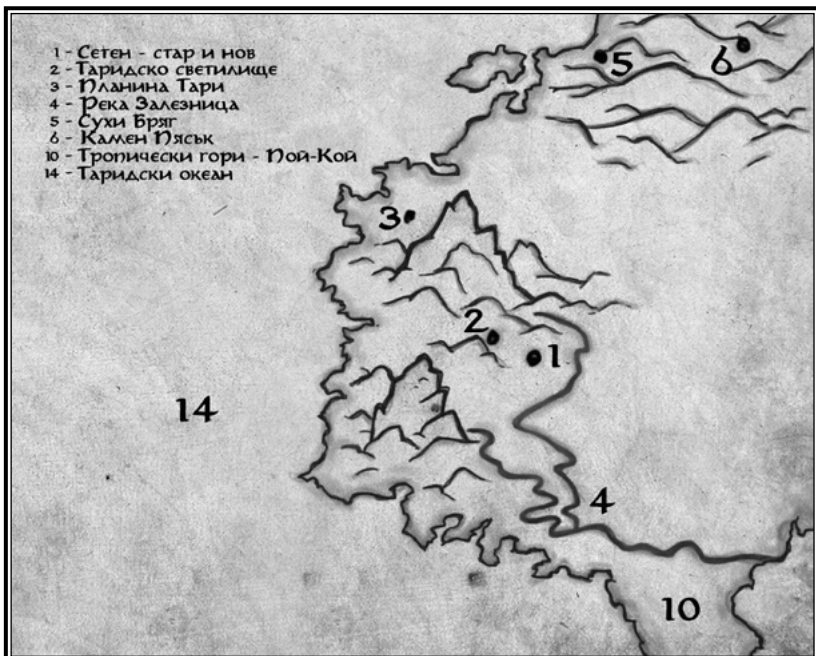 1 - Сетен - стар и нов
2 - Таридско светилище
3 - Планина Тари
4 - Река Залезница
5 - Сухи Бряг
6 - Камен Пясък
10 - Тропически гори - Пой-Кой
14 - Таридски океан
5
6
3
2
1
14
4
10